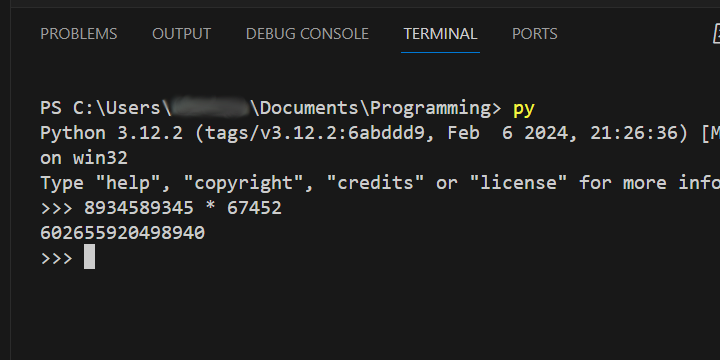 PROBLEMS OUTPUT DEBUG CONSOLE TERMINAL PORTS
PS C:\Users\ \Documents\Programming> py
Python 3.12.2 (tags/v3.12.2:6abddd9, Feb  6 2024, 21:26:36) [M
on win32
Type "help", "copyright", "credits" or "license" for more info
>>> 8934589345 * 67452
602655920498940
>>>